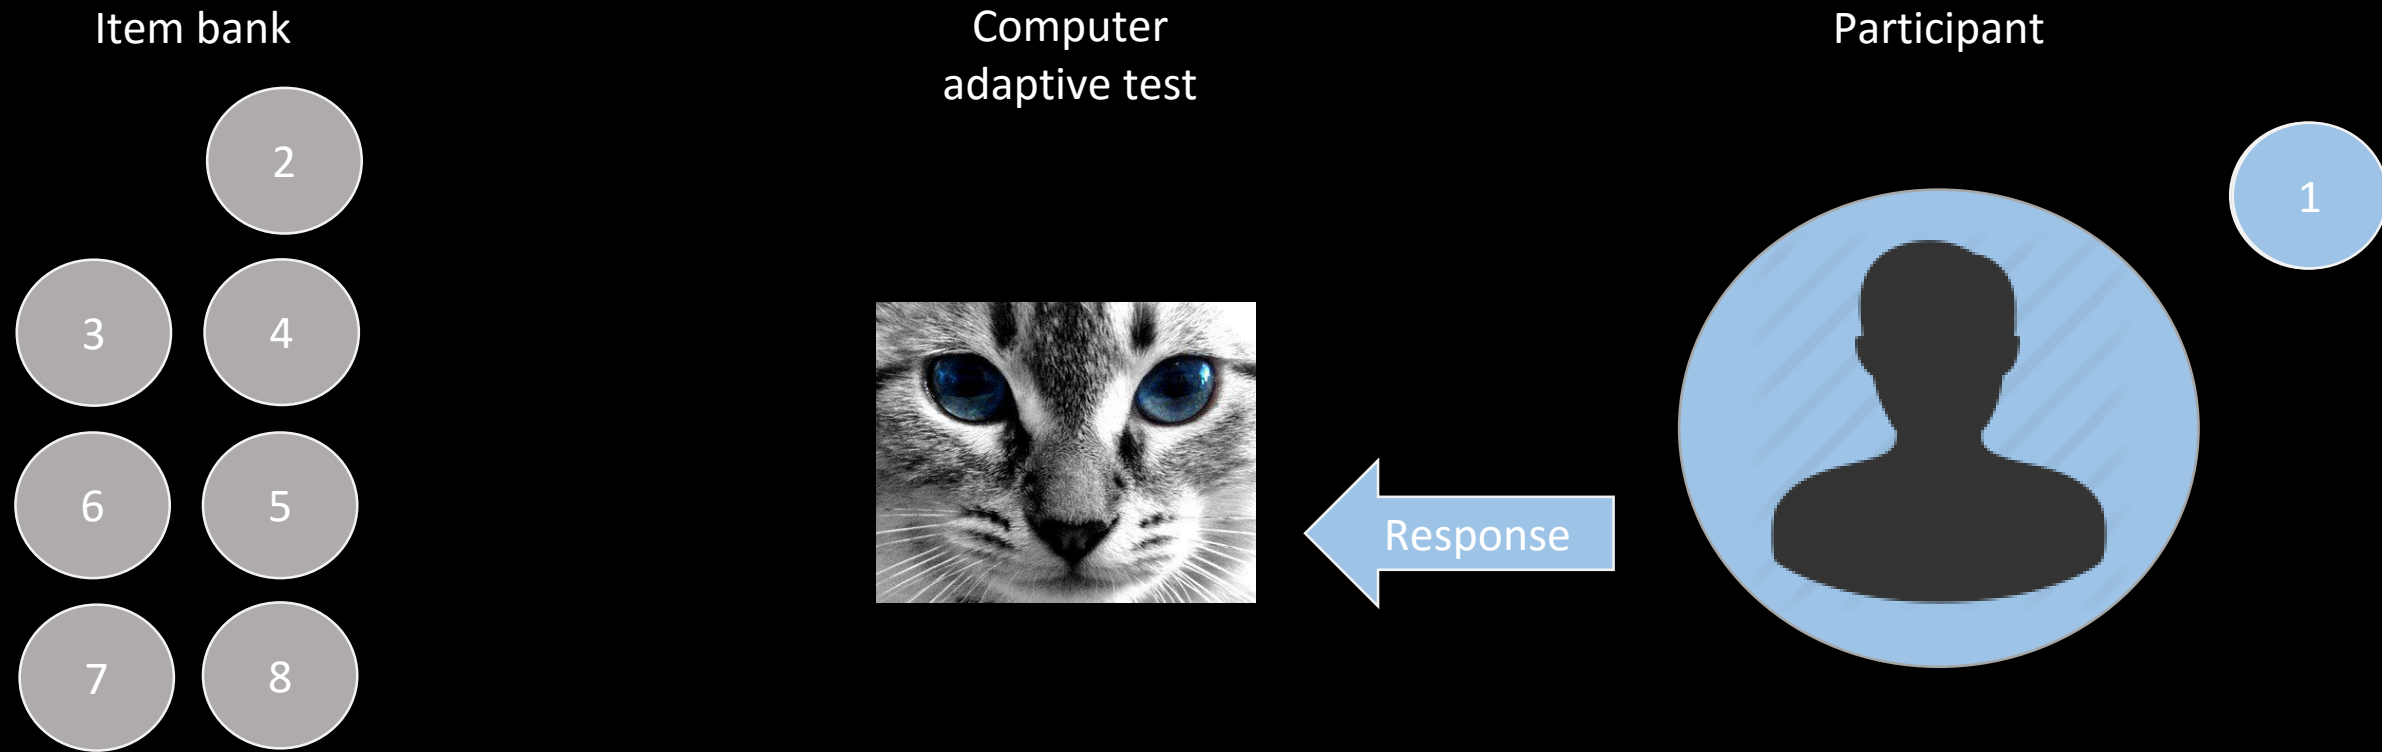 Item bank
Computer
adaptive test
Participant
2
1
3
4
6
5
Response
7
8